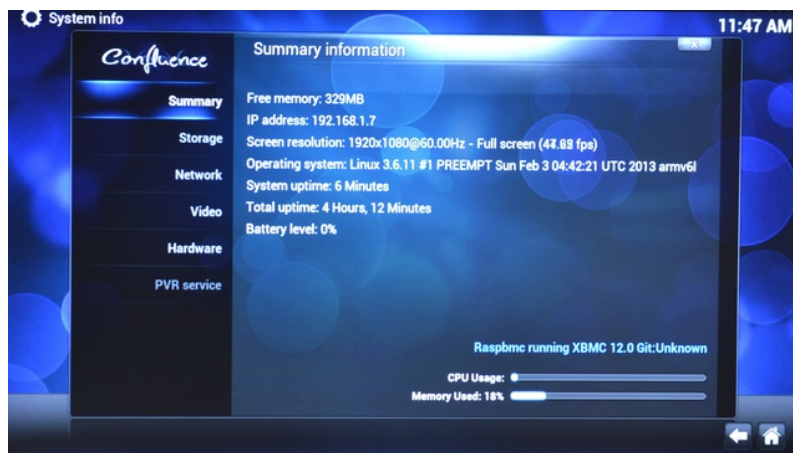 System info
11:47 AM
Confluence
Summary information
Summary
Storage
Network
Video
Hardware
PVR service
Free memory: 329MB
IP address: 192.168.1.7
Screen resolution: 1920x1080@60.00Hz - Full screen (
Operating system: Linux 3.6.11 #1 PREEMPT Sun Feb 3 04:42:21 UTC 2013 armv6l
System uptime: 6 Minutes
Total uptime: 4 Hours, 12 Minutes
Battery level: 0%
Raspbmc running XBMC 12.0 Git:Unknown
CPU Usage:
Memory Used: 18%